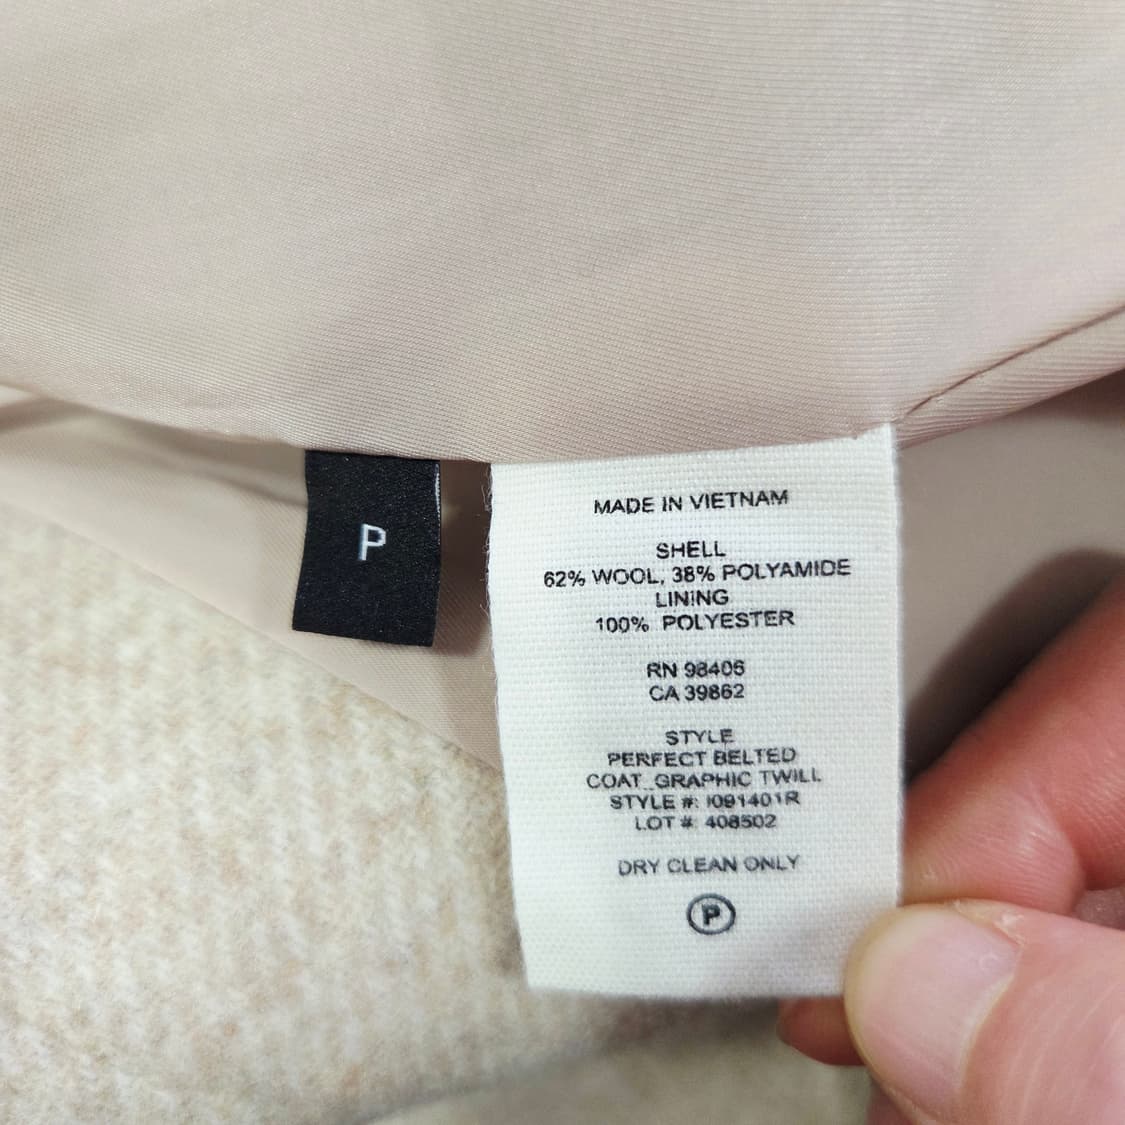 P
MADE IN VIETNAM
SHELL
62% WOOL, 38% POLYAMIDE
LINING
100% POLYESTER
RN 98406
CA 39862
STYLE
PERFECT BELTED
COAT_GRAPHIC TWILL
STYLE #: I091401R
LOT #: 408502
DRY CLEAN ONLY
P